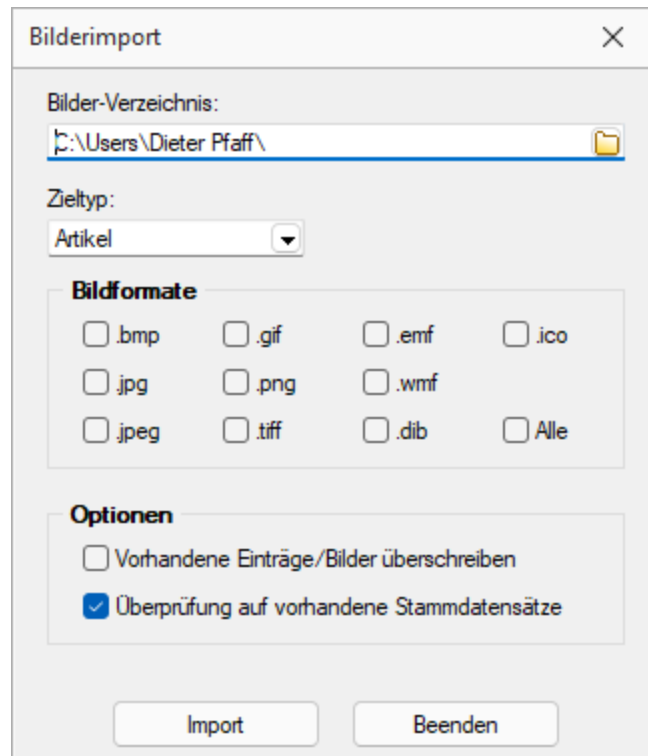 Bilderimport
Bilder-Verzeichnis:
C:\Users\Dieter Pfaff\
Zieltyp:
Artikel
Bildformate
.bmp .gif .emf .ico
.jpg .png .wmf
.jpeg .tiff .dib Alle
Optionen
Vorhandene Einträge/Bilder überschreiben
Überprüfung auf vorhandene Stammdatensätze
Import Beenden